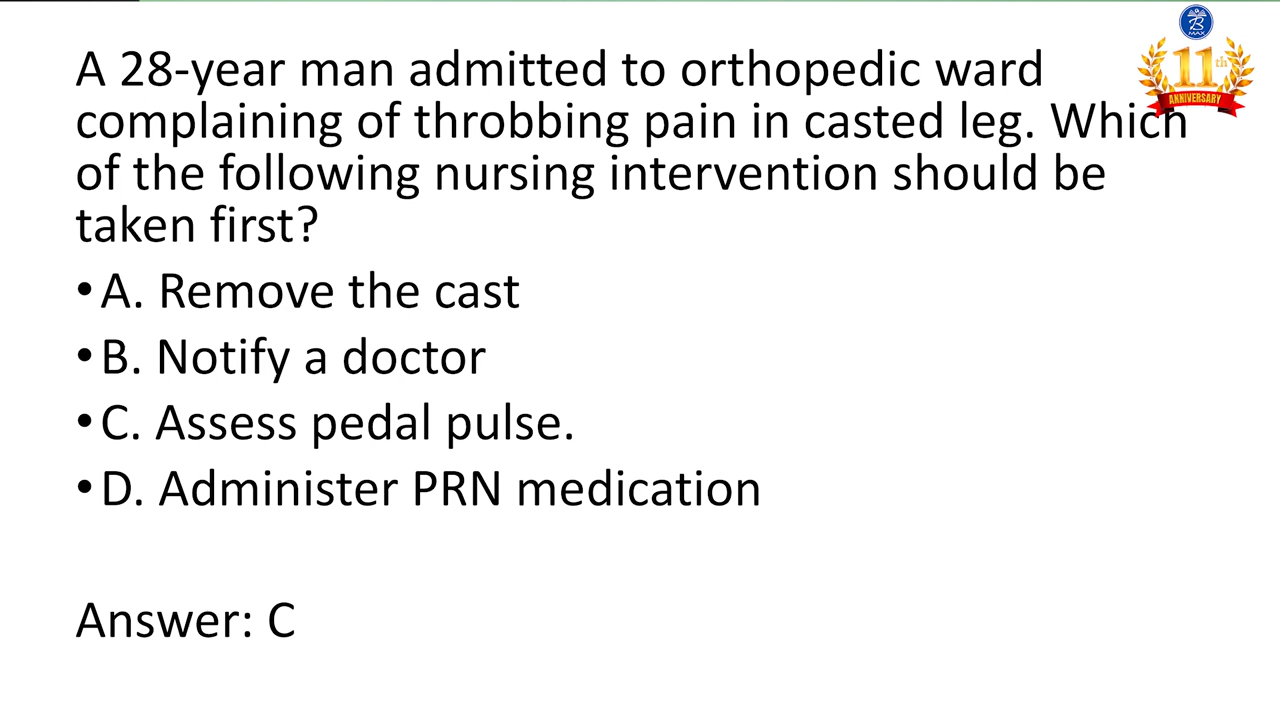 A 28-year man admitted to orthopedic ward
complaining of throbbing pain in casted leg. Which
of the following nursing intervention should be
taken first?
•A. Remove the cast
•B. Notify a doctor
•C. Assess pedal pulse.
•D. Administer PRN medication
Answer: C
B
MAX
11th
ANNIVERSARY